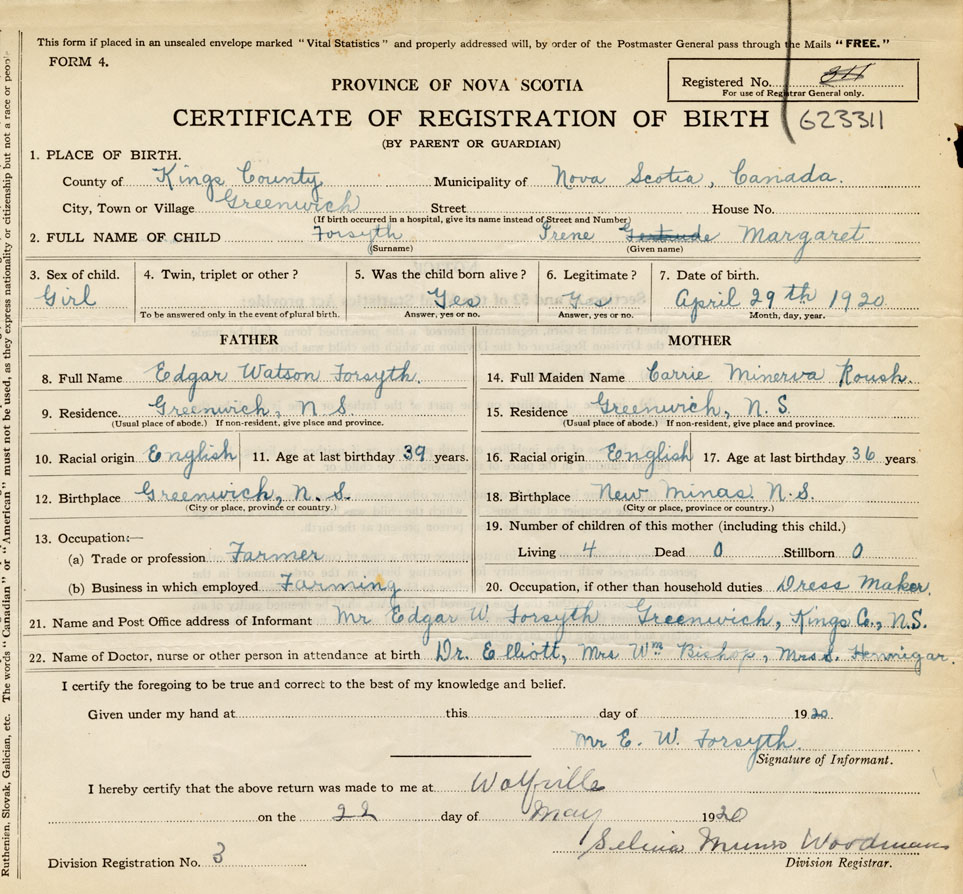 This form if placed in an unsealed envelope marked "Vital Statistics" and properly addressed will, by order of the Postmaster General pass through the Mails "FREE."
FORM 4.
PROVINCE OF NOVA SCOTIA
Registered No.
For use of Registrar General only.
CERTIFICATE OF REGISTRATION OF BIRTH 623311
(BY PARENT OR GUARDIAN)
1. PLACE OF BIRTH.
County of Kings County Municipality of Nova Scotia, Canada.
City, Town or Village Greenwich Street House No.
(If birth occurred in a hospital, give its name instead of Street and Number)
2. FULL NAME OF CHILD Forsyth Irene Gertrude Margaret
(Surname) (Given name)
3. Sex of child. 4. Twin, triplet or other? 5. Was the child born alive? 6. Legitimate? 7. Date of birth.
Girl Yes Yes April 29th 1920
To be answered only in the event of plural birth. Answer, yes or no. Answer, yes or no. Month, day, year.
FATHER MOTHER
8. Full Name Edgar Watson Forsyth. 14. Full Maiden Name Carrie Minerva Roush.
9. Residence. Greenwich, N.S. 15. Residence Greenwich, N.S.
(Usual place of abode.) If non-resident, give place and province. (Usual place of abode.) If non-resident, give place and province.
10. Racial origin English 11. Age at last birthday 39 years. 16. Racial origin English 17. Age at last birthday 36 years
12. Birthplace Greenwich, N.S. 18. Birthplace New Minas. N.S.
(City or place, province or country.) (City or place, province or country.)
13. Occupation:— 19. Number of children of this mother (including this child.)
(a) Trade or profession Farmer Living 4 Dead 0 Stillborn 0
(b) Business in which employed Farming 20. Occupation, if other than household duties Dress Maker.
21. Name and Post Office address of Informant Mr Edgar W. Forsyth Greenwich, Kings Co., N.S.
22. Name of Doctor, nurse or other person in attendance at birth Dr. Elliott, Mrs Wm Bishop, Mrs S. Hennigar.
I certify the foregoing to be true and correct to the best of my knowledge and belief.
Given under my hand at this day of 1920
Mr E. W. Forsyth.
Signature of Informant.
I hereby certify that the above return was made to me at Wolfville
on the 22 day of May 1920
Selina Munro Woodman
Division Registration No. 3 Division Registrar.
Ruthenian, Slovak, Galician, etc. The words "Canadian" or "American" must not be used, as they express nationality or citizenship but not a race or people